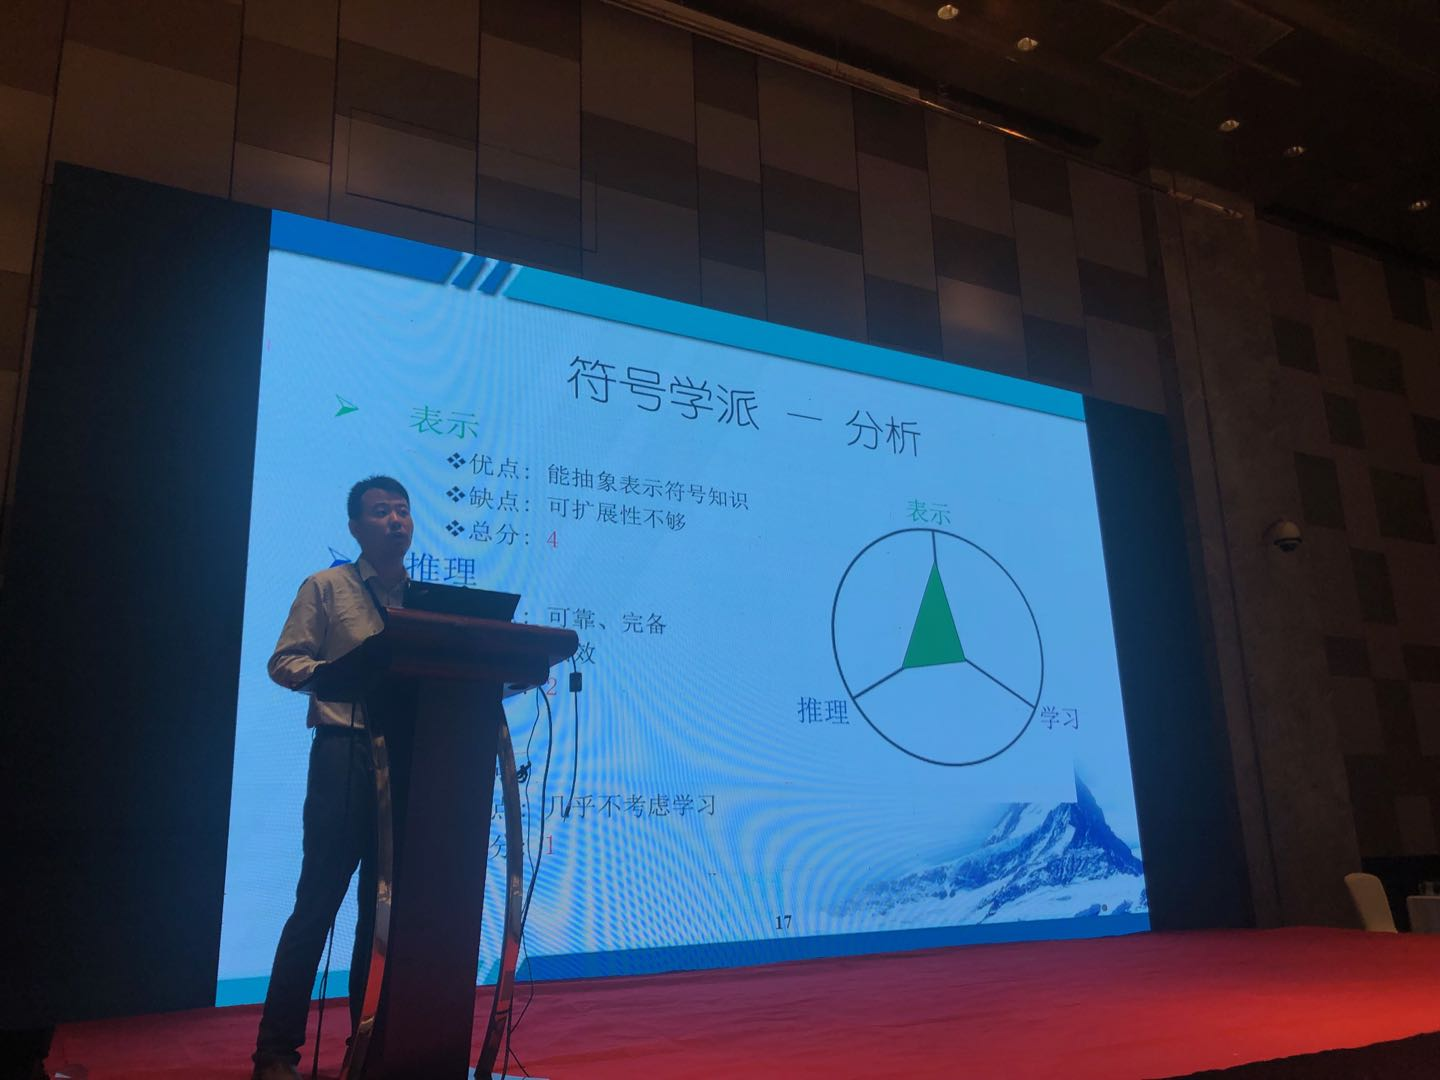 符号学派 — 分析
表示
优点: 能抽象表示符号知识
缺点: 可扩展性不够
总分: 4
推理
: 可靠、完备
效
: 2
点: 几乎不考虑学习
分: 1
表示
推理
学习
17